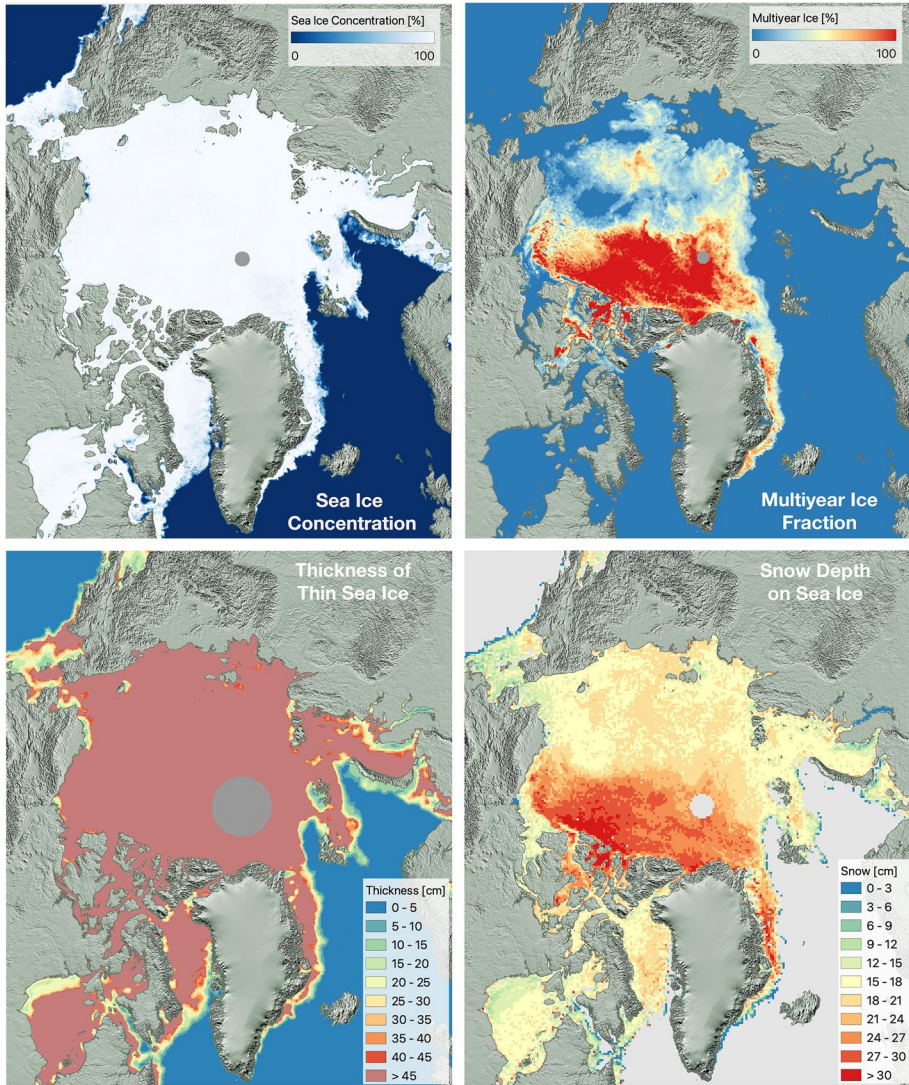 Sea Ice Concentration [%]
0 100
Sea Ice
Concentration
Multiyear Ice [%]
0 100
Multiyear Ice
Fraction
Thickness of
Thin Sea Ice
Thickness [cm]
0 - 5
5 - 10
10 - 15
15 - 20
20 - 25
25 - 30
30 - 35
35 - 40
40 - 45
> 45
Snow Depth
on Sea Ice
Snow [cm]
0 - 3
3 - 6
6 - 9
9 - 12
12 - 15
15 - 18
18 - 21
21 - 24
24 - 27
27 - 30
> 30